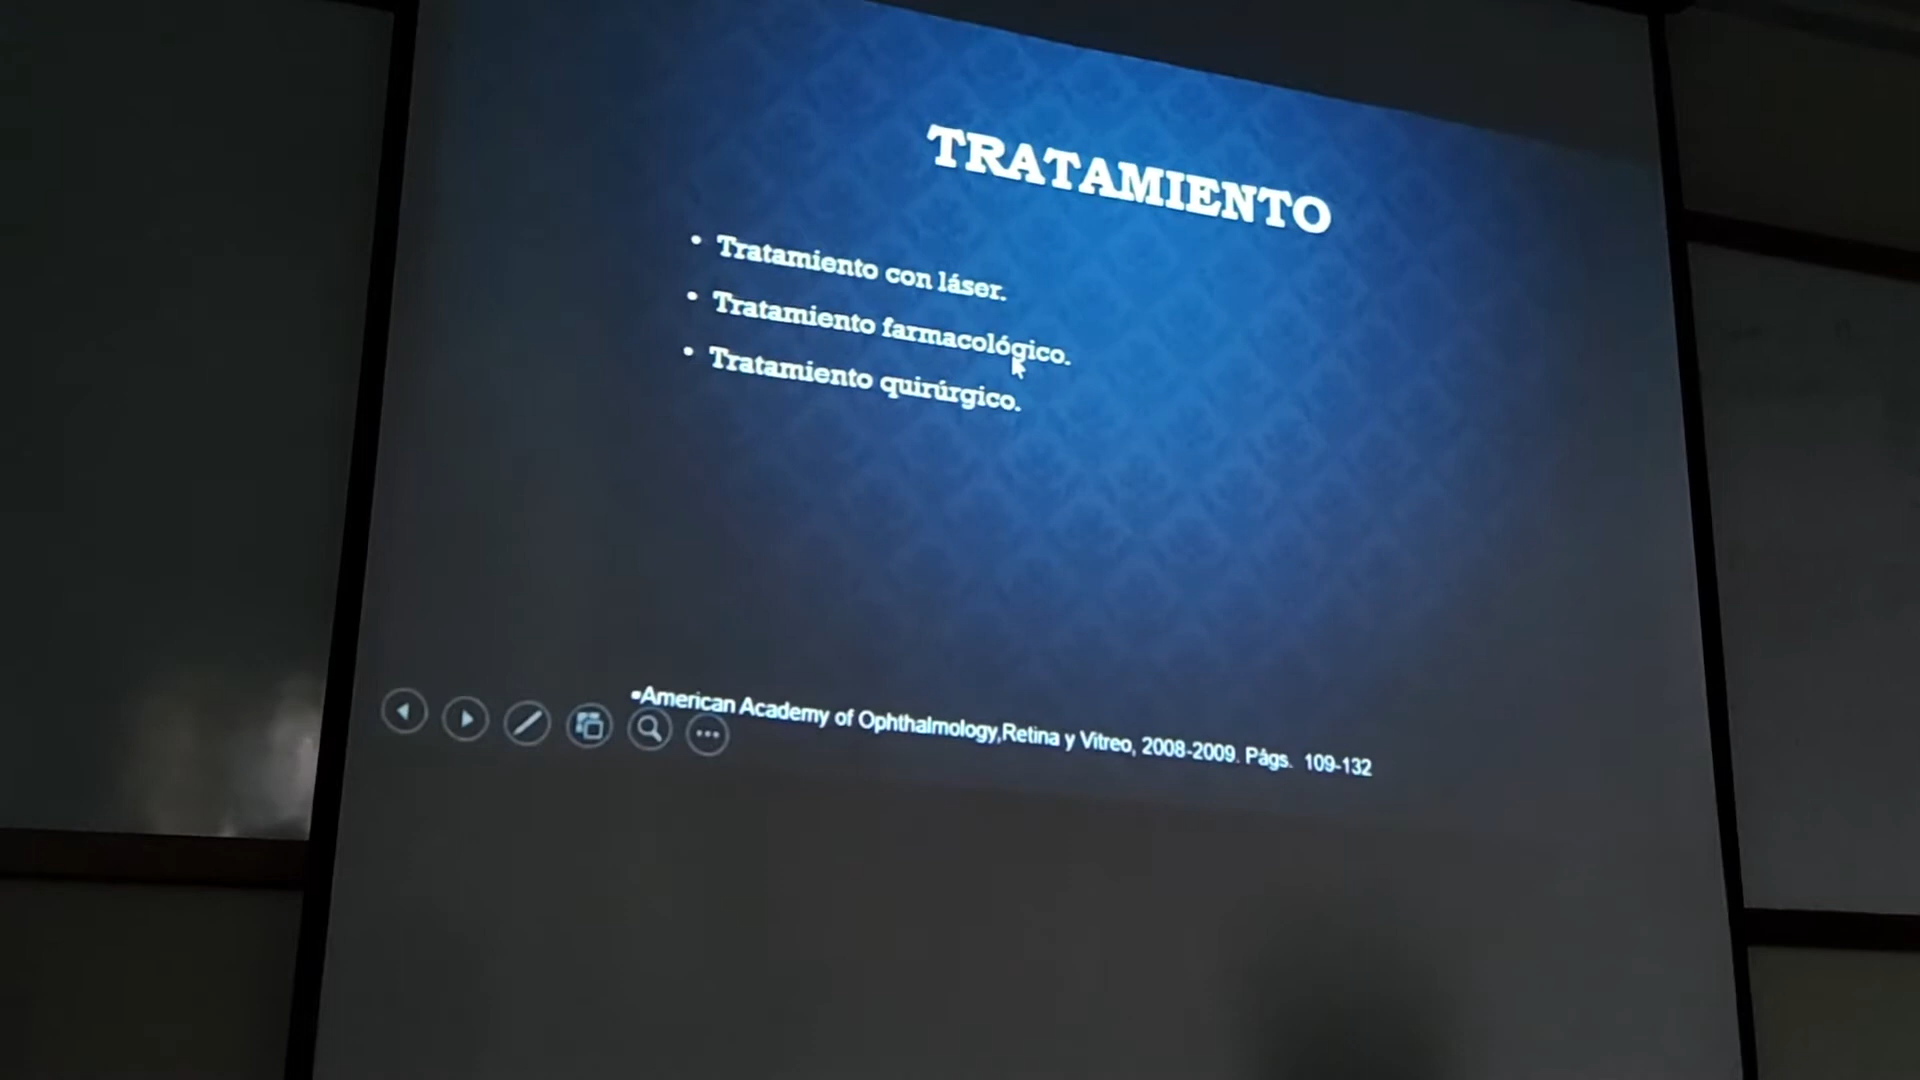 TRATAMIENTO
• Tratamiento con láser.
• Tratamiento farmacológico.
• Tratamiento quirúrgico.
•American Academy of Ophthalmology,Retina y Vitreo, 2008-2009. Págs. 109-132